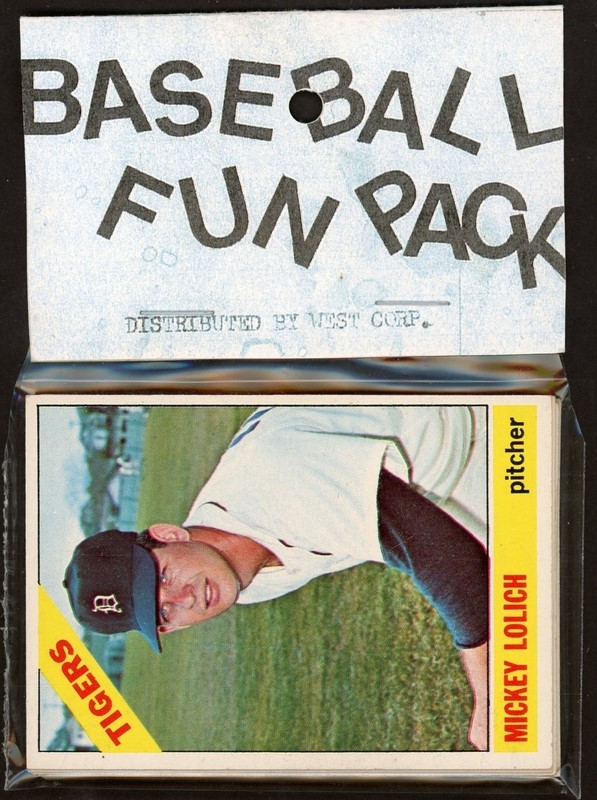 BASEBALL
FUN PACK
DISTRIBUTED BY WEST CORP.
TIGERS
D
MICKEY LOLICH
pitcher